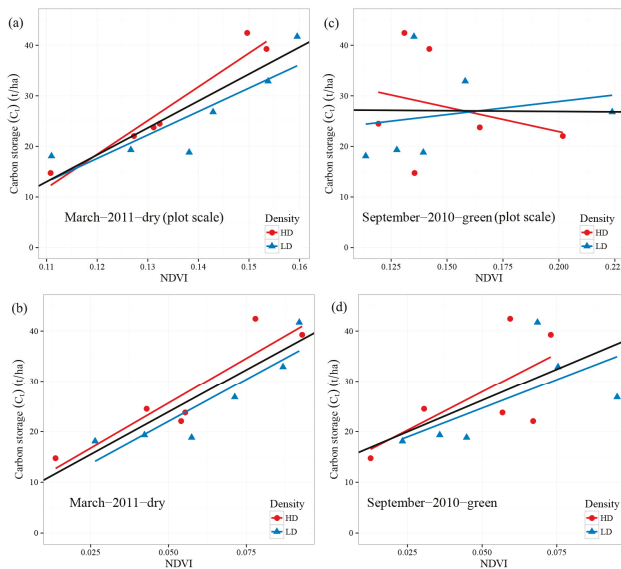 (a)
Carbon storage (Cₜ) (t/ha)
40
30
20
10
0
March−2011−dry (plot scale)
Density
HD
LD
0.11 0.12 0.13 0.14 0.15 0.16
NDVI
(c)
Carbon storage (Cₜ) (t/ha)
40
30
20
10
0
September−2010−green (plot scale)
Density
HD
LD
0.125 0.150 0.175 0.200 0.22
NDVI
(b)
Carbon storage (Cₜ) (t/ha)
40
30
20
10
0
March−2011−dry
Density
HD
LD
0.025 0.050 0.075
NDVI
(d)
Carbon storage (Cₜ) (t/ha)
40
30
20
10
0
September−2010−green
Density
HD
LD
0.025 0.050 0.075
NDVI